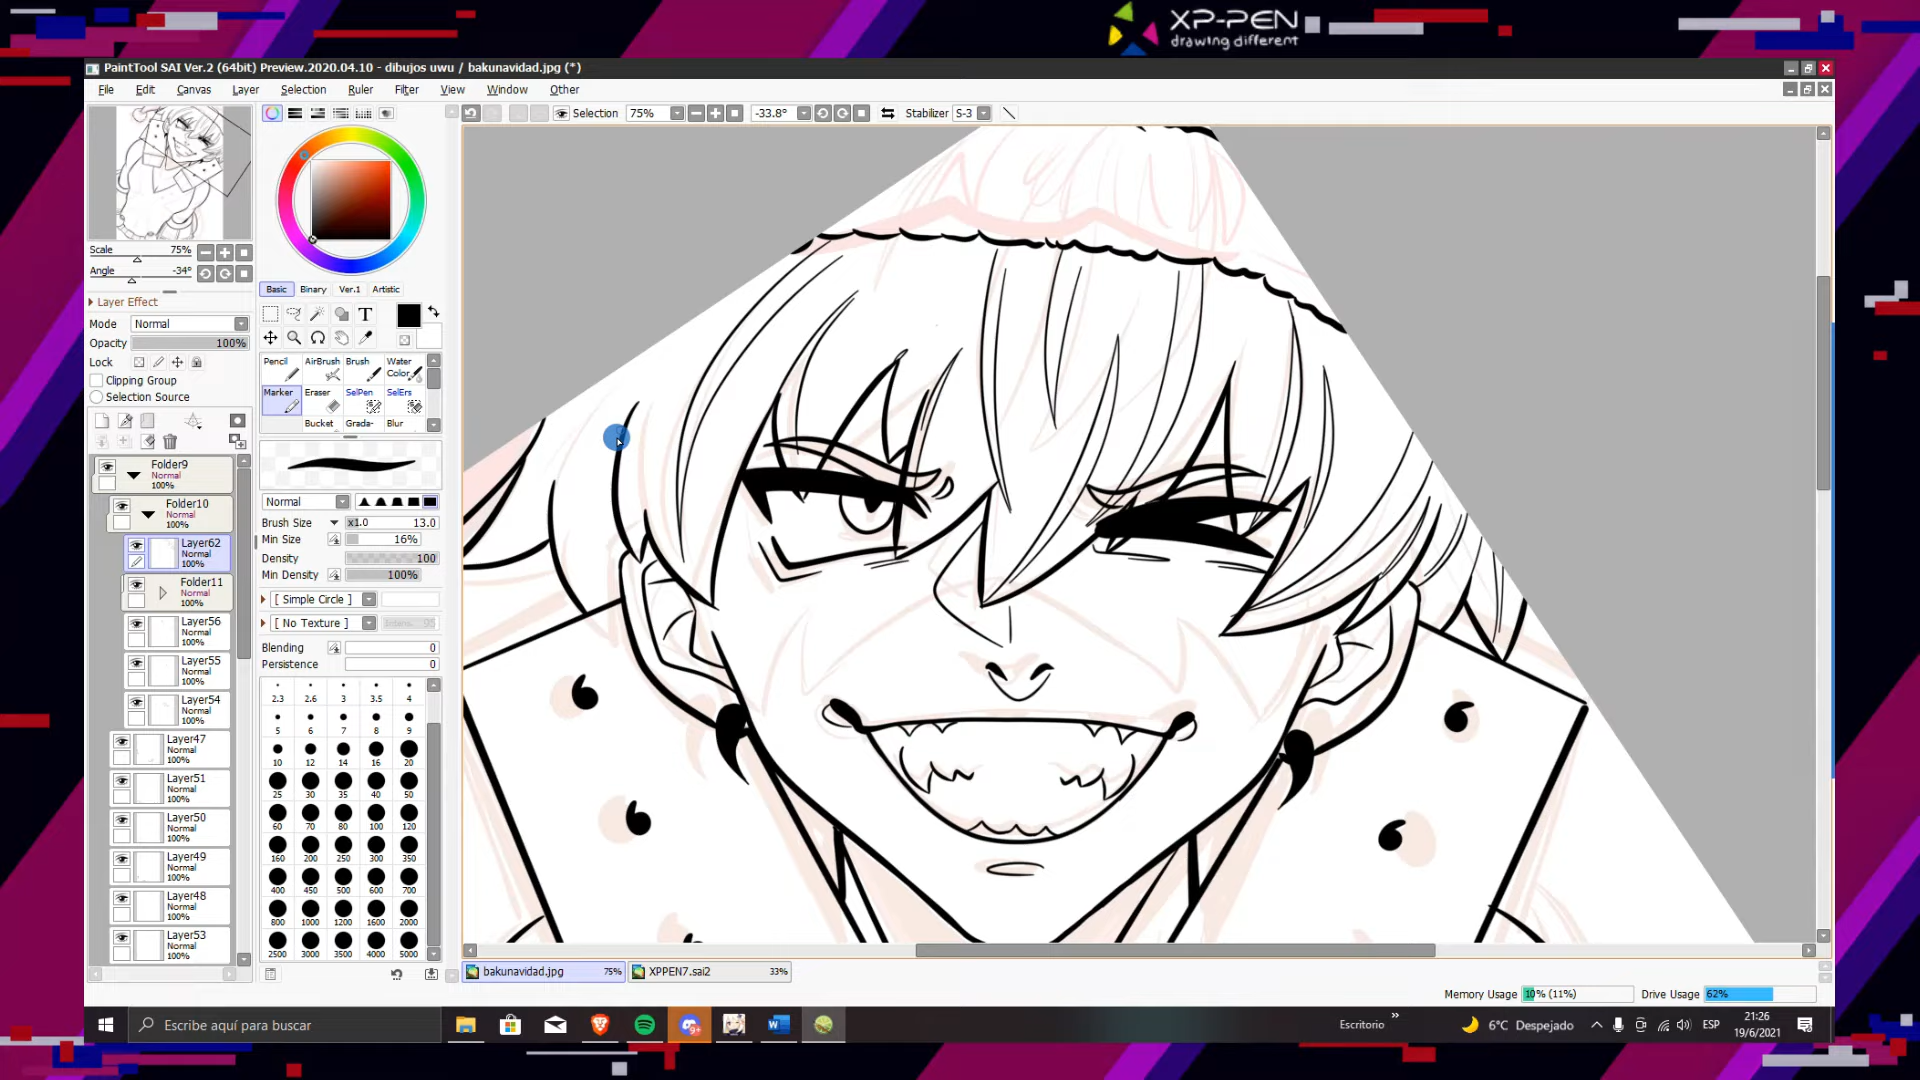 XP-PEN
drawing different
PaintTool SAI Ver.2 (64bit) Preview.2020.04.10 - dibujos uwu / bakunavidad.jpg (*)
File Edit Canvas Layer Selection Ruler Filter View Window Other
Selection 75% -33.8° Stabilizer S-3
Scale 75%
Angle -34°
Layer Effect
Mode Normal
Opacity 100%
Lock
Clipping Group
Selection Source
Folder9
Normal
100%
Folder10
Normal
100%
Layer62
Normal
100%
Folder11
Normal
100%
Layer56
Normal
100%
Layer55
Normal
100%
Layer54
Normal
100%
Layer47
Normal
100%
Layer51
Normal
100%
Layer50
Normal
100%
Layer49
Normal
100%
Layer48
Normal
100%
Layer53
Normal
100%
Basic Binary Ver.1 Artistic
T
Pencil AirBrush Brush Water Color
Marker Eraser SelPen SelErs
Bucket Grada- Blur
Normal
Brush Size x1.0 13.0
Min Size 16%
Density 100
Min Density 100%
[ Simple Circle ]
[ No Texture ]
Blending 0
Persistence 0
2.3 2.6 3 3.5 4
5 6 7 8 9
10 12 14 16 20
25 30 35 40 50
60 70 80 100 120
160 200 250 300 350
400 450 500 600 700
800 1000 1200 1600 2000
2500 3000 3500 4000 5000
bakunavidad.jpg 75% XPPEN7.sai2 33%
Memory Usage 10% (11%) Drive Usage 62%
Escribe aquí para buscar
9+
Escritorio
6°C Despejado
ESP
21:26
19/6/2021